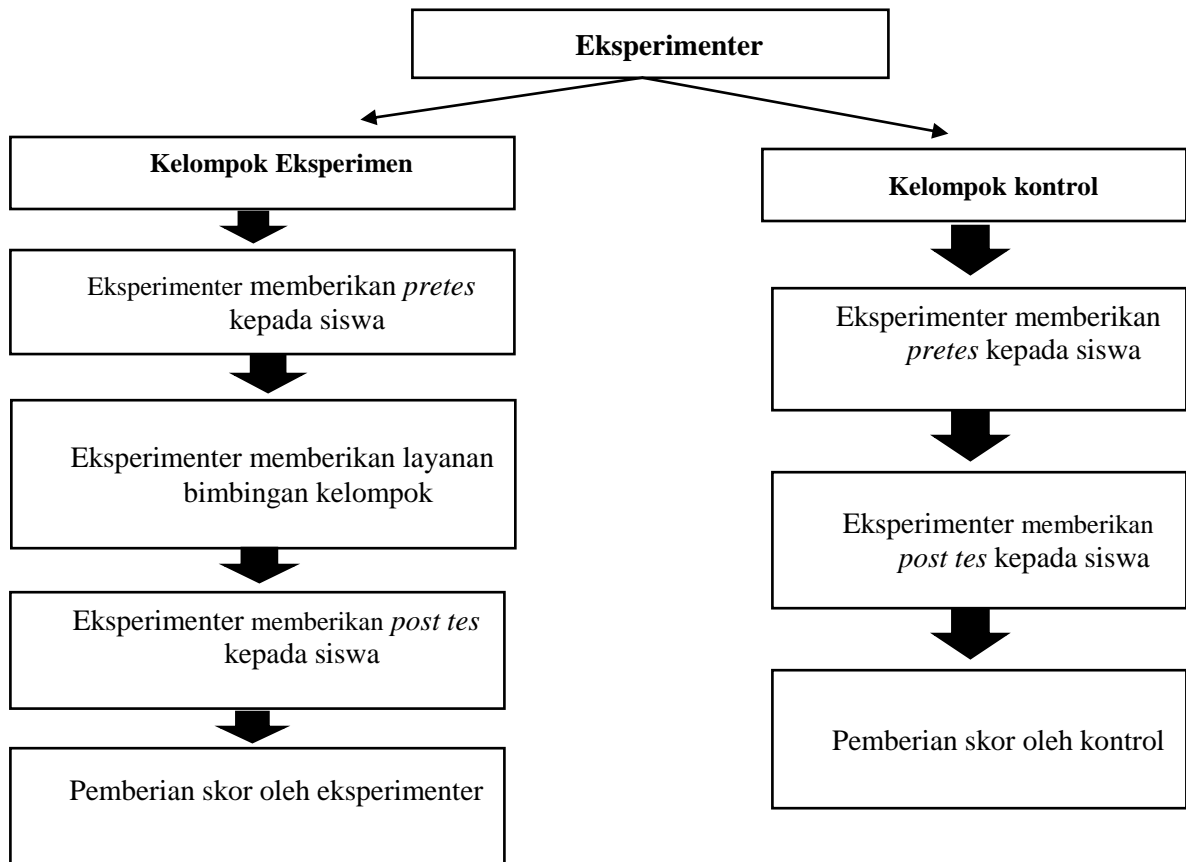 Eksperimenter
Kelompok Eksperimen
Eksperimenter memberikan pretes
kepada siswa
Eksperimenter memberikan layanan
bimbingan kelompok
Eksperimenter memberikan post tes
kepada siswa
Pemberian skor oleh eksperimenter
Kelompok kontrol
Eksperimenter memberikan
pretes kepada siswa
Eksperimenter memberikan
post tes kepada siswa
Pemberian skor oleh kontrol